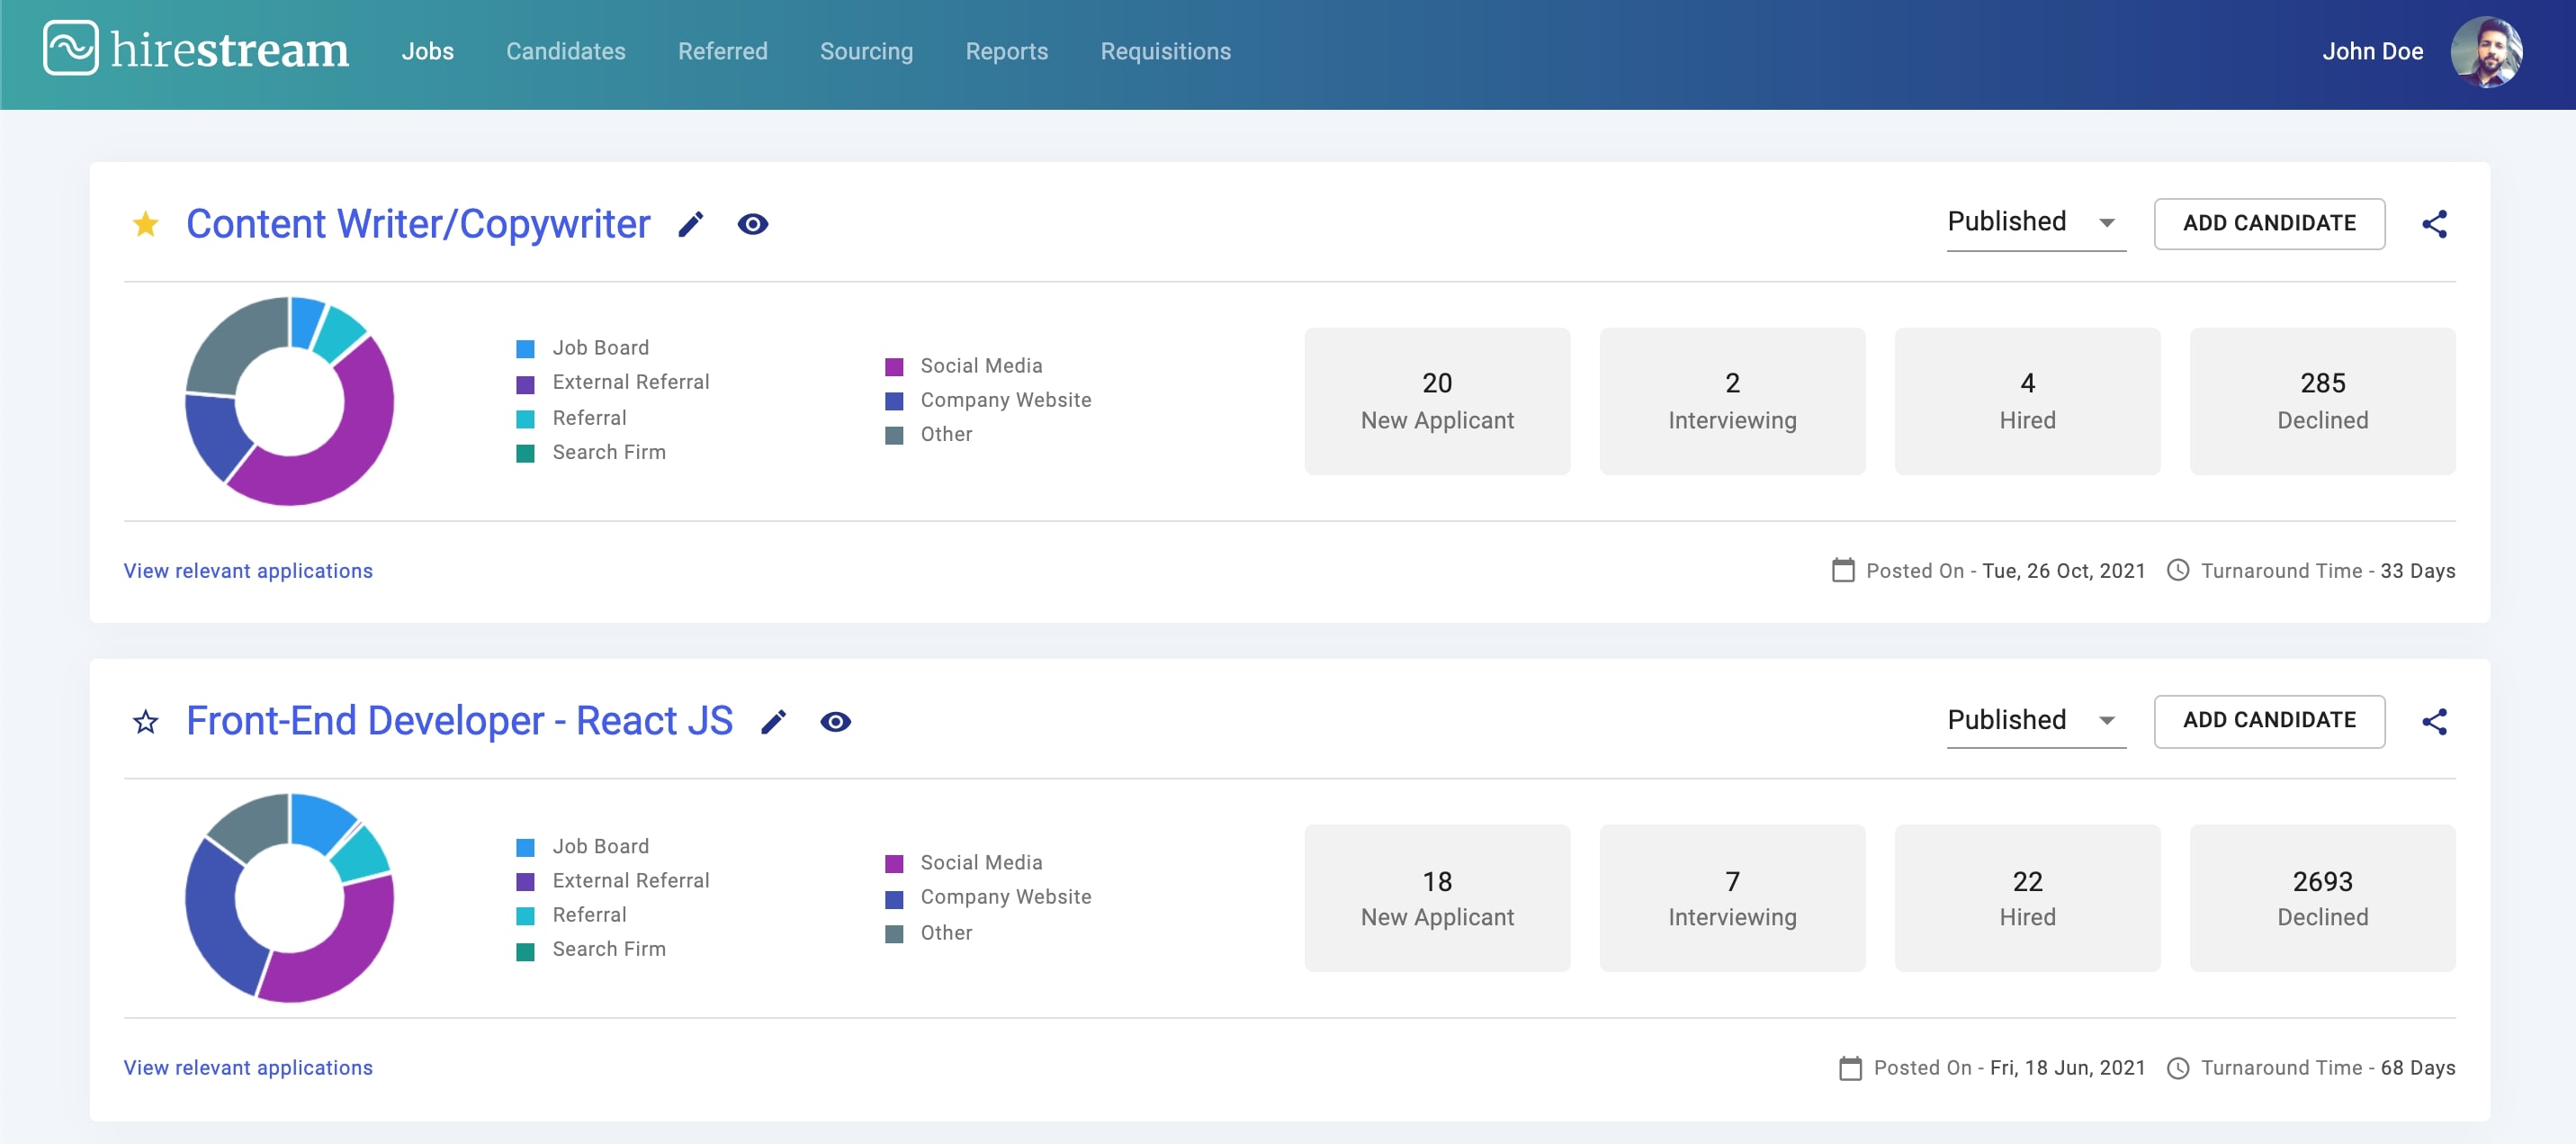 hirestream Jobs Candidates Referred Sourcing Reports Requisitions John Doe
Content Writer/Copywriter Published ADD CANDIDATE
Job Board
External Referral
Referral
Search Firm
Social Media
Company Website
Other
20
New Applicant
2
Interviewing
4
Hired
285
Declined
View relevant applications Posted On - Tue, 26 Oct, 2021 Turnaround Time - 33 Days
Front-End Developer - React JS Published ADD CANDIDATE
Job Board
External Referral
Referral
Search Firm
Social Media
Company Website
Other
18
New Applicant
7
Interviewing
22
Hired
2693
Declined
View relevant applications Posted On - Fri, 18 Jun, 2021 Turnaround Time - 68 Days